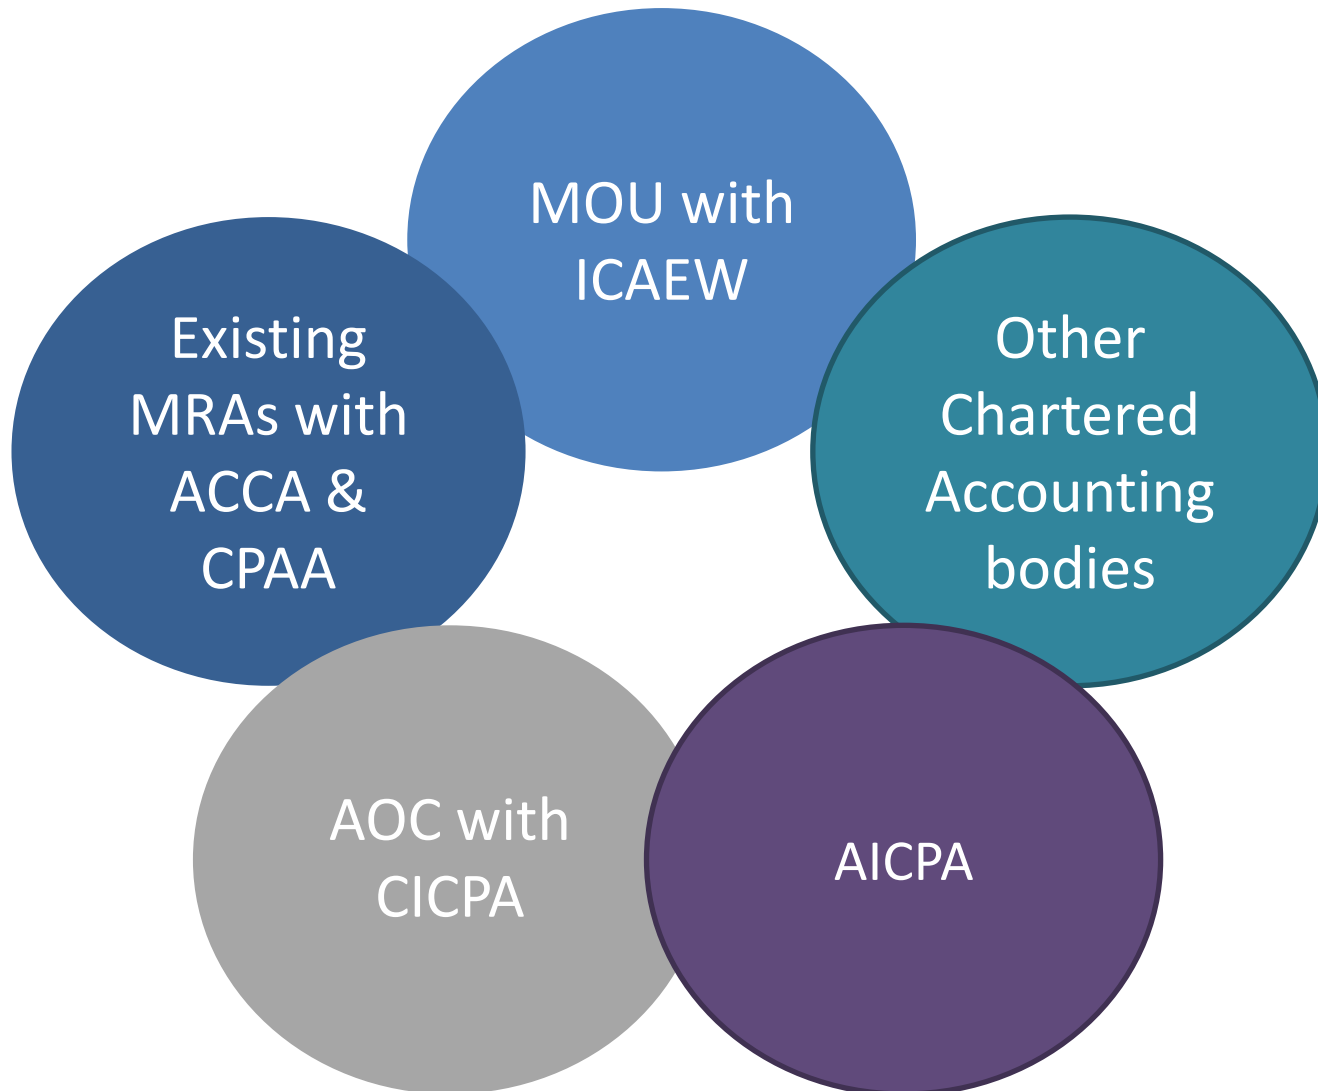 MOU with
ICAEW
Existing
MRAs with
ACCA &
CPAA
Other
Chartered
Accounting
bodies
AOC with
CICPA
AICPA